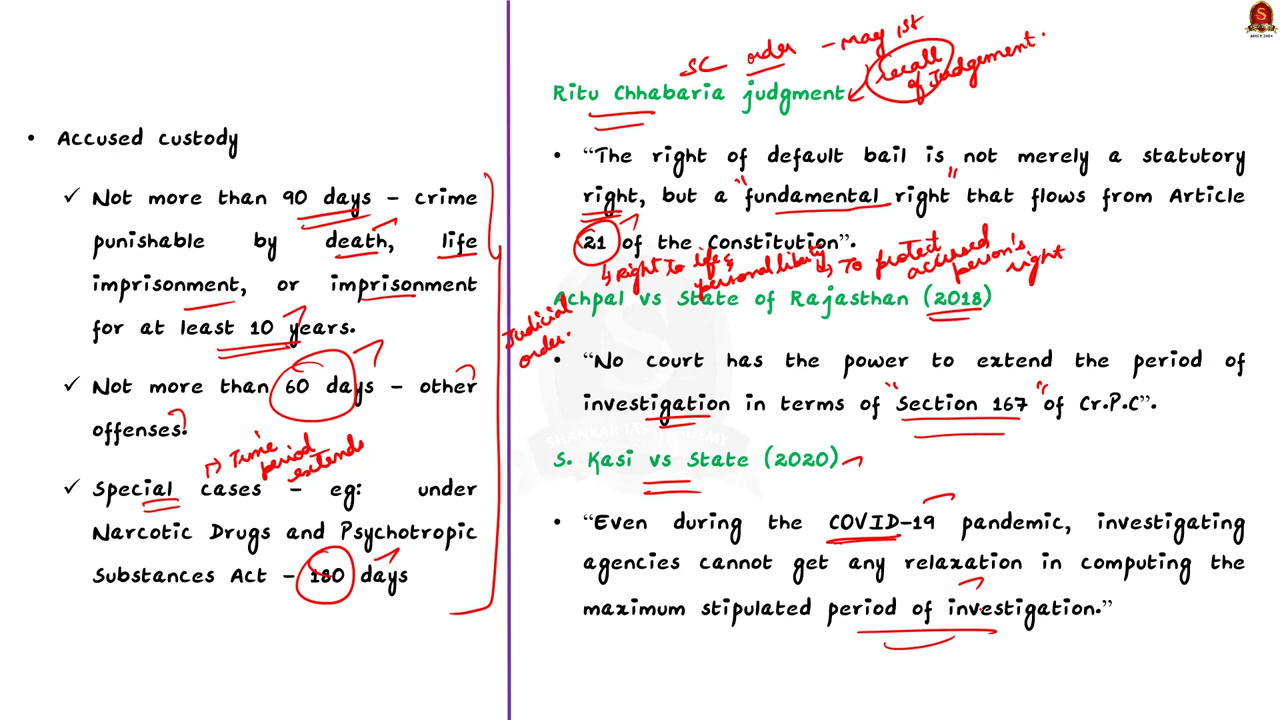 • Accused custody
✓ Not more than 90 days – crime
punishable by death, life
imprisonment, or imprisonment
for at least 10 years.
✓ Not more than 60 days – other
offenses.
↳ Time
period
extends
✓ Special cases – eg: under
Narcotic Drugs and Psychotropic
Substances Act – 180 days
Judicial
order.
SC order - May 1st
recall
of Judgement.
Ritu Chhabaria judgment
• “The right of default bail is not merely a statutory
right, but a "fundamental right" that flows from Article
21 of the Constitution”.
↳ Right to life &
personal liberty
↳ To protect
accused
person's
right
Achpal vs State of Rajasthan (2018)
• “No court has the power to extend the period of
investigation in terms of "Section 167" of Cr.P.C”.
SHANKAR IAS ACADEMY
S. Kasi vs State (2020)
• “Even during the COVID-19 pandemic, investigating
agencies cannot get any relaxation in computing the
maximum stipulated period of investigation.”
S
SINCE 2004